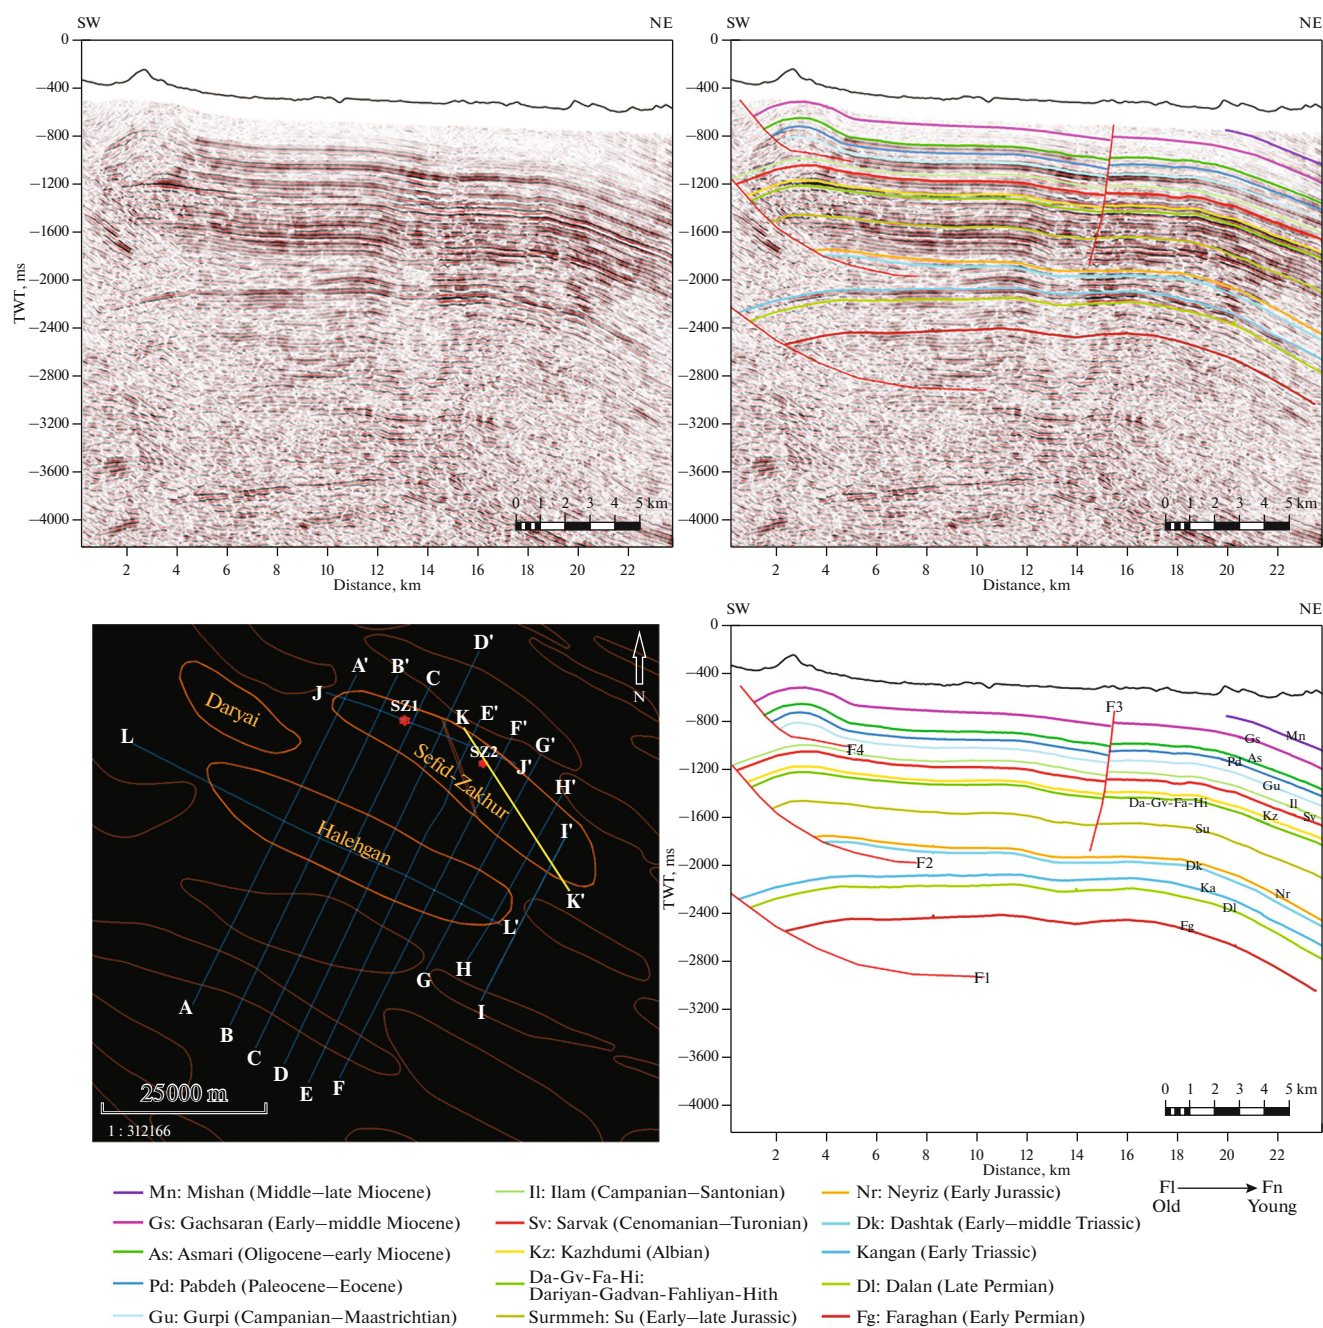 SW NE
0
−400
−800
−1200
−1600
−2000
−2400
−2800
−3200
−3600
−4000
TWT, ms
0 1 2 3 4 5 km
2 4 6 8 10 12 14 16 18 20 22
Distance, km
SW NE
0
−400
−800
−1200
−1600
−2000
−2400
−2800
−3200
−3600
−4000
0 1 2 3 4 5 km
2 4 6 8 10 12 14 16 18 20 22
Distance, km
D'
A' B' C
N
J
SZ1
Daryai
K E' F'
L
SZ2
G'
J'
Sefid-Zakhur
H'
I'
Halehgan
K'
L'
G H
A
I
B
C
D
E F
25000 m
1 : 312166
SW NE
0
−400
−800
−1200
−1600
−2000
−2400
−2800
−3200
−3600
−4000
TWT, ms
F3
Mn
Gs
F4
As
Pd
Gu
Da-Gv-Fa-Hi
Il
Kz
Sv
Su
F2
Dk
Ka
Nr
Dl
Fg
F1
0 1 2 3 4 5 km
2 4 6 8 10 12 14 16 18 20 22
Distance, km
Mn: Mishan (Middle−late Miocene)
Gs: Gachsaran (Early−middle Miocene)
As: Asmari (Oligocene−early Miocene)
Pd: Pabdeh (Paleocene−Eocene)
Gu: Gurpi (Campanian−Maastrichtian)
Il: Ilam (Campanian−Santonian)
Sv: Sarvak (Cenomanian−Turonian)
Kz: Kazhdumi (Albian)
Da-Gv-Fa-Hi:
Dariyan-Gadvan-Fahliyan-Hith
Surmmeh: Su (Early−late Jurassic)
Nr: Neyriz (Early Jurassic)
Dk: Dashtak (Early−middle Triassic)
Kangan (Early Triassic)
Dl: Dalan (Late Permian)
Fg: Faraghan (Early Permian)
F1 Fn
Old Young